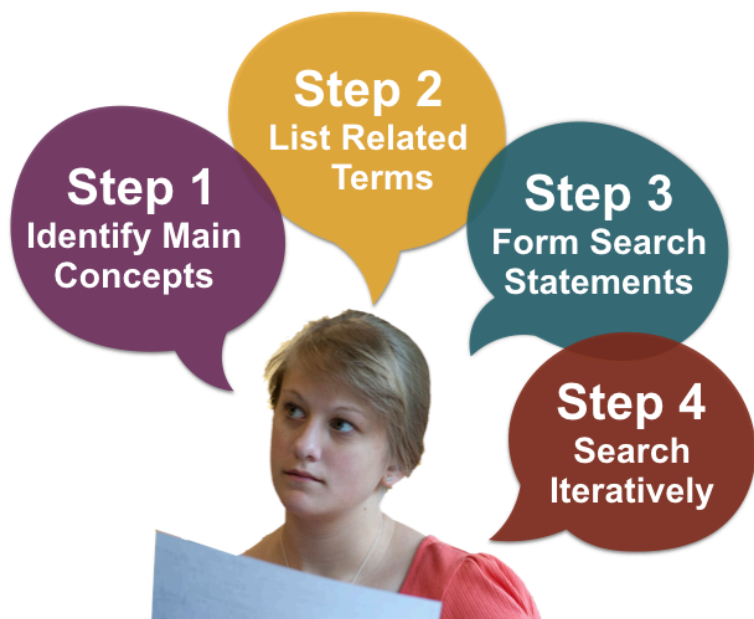 Step 1
Identify Main
Concepts
Step 2
List Related
Terms
Step 3
Form Search
Statements
Step 4
Search
Iteratively